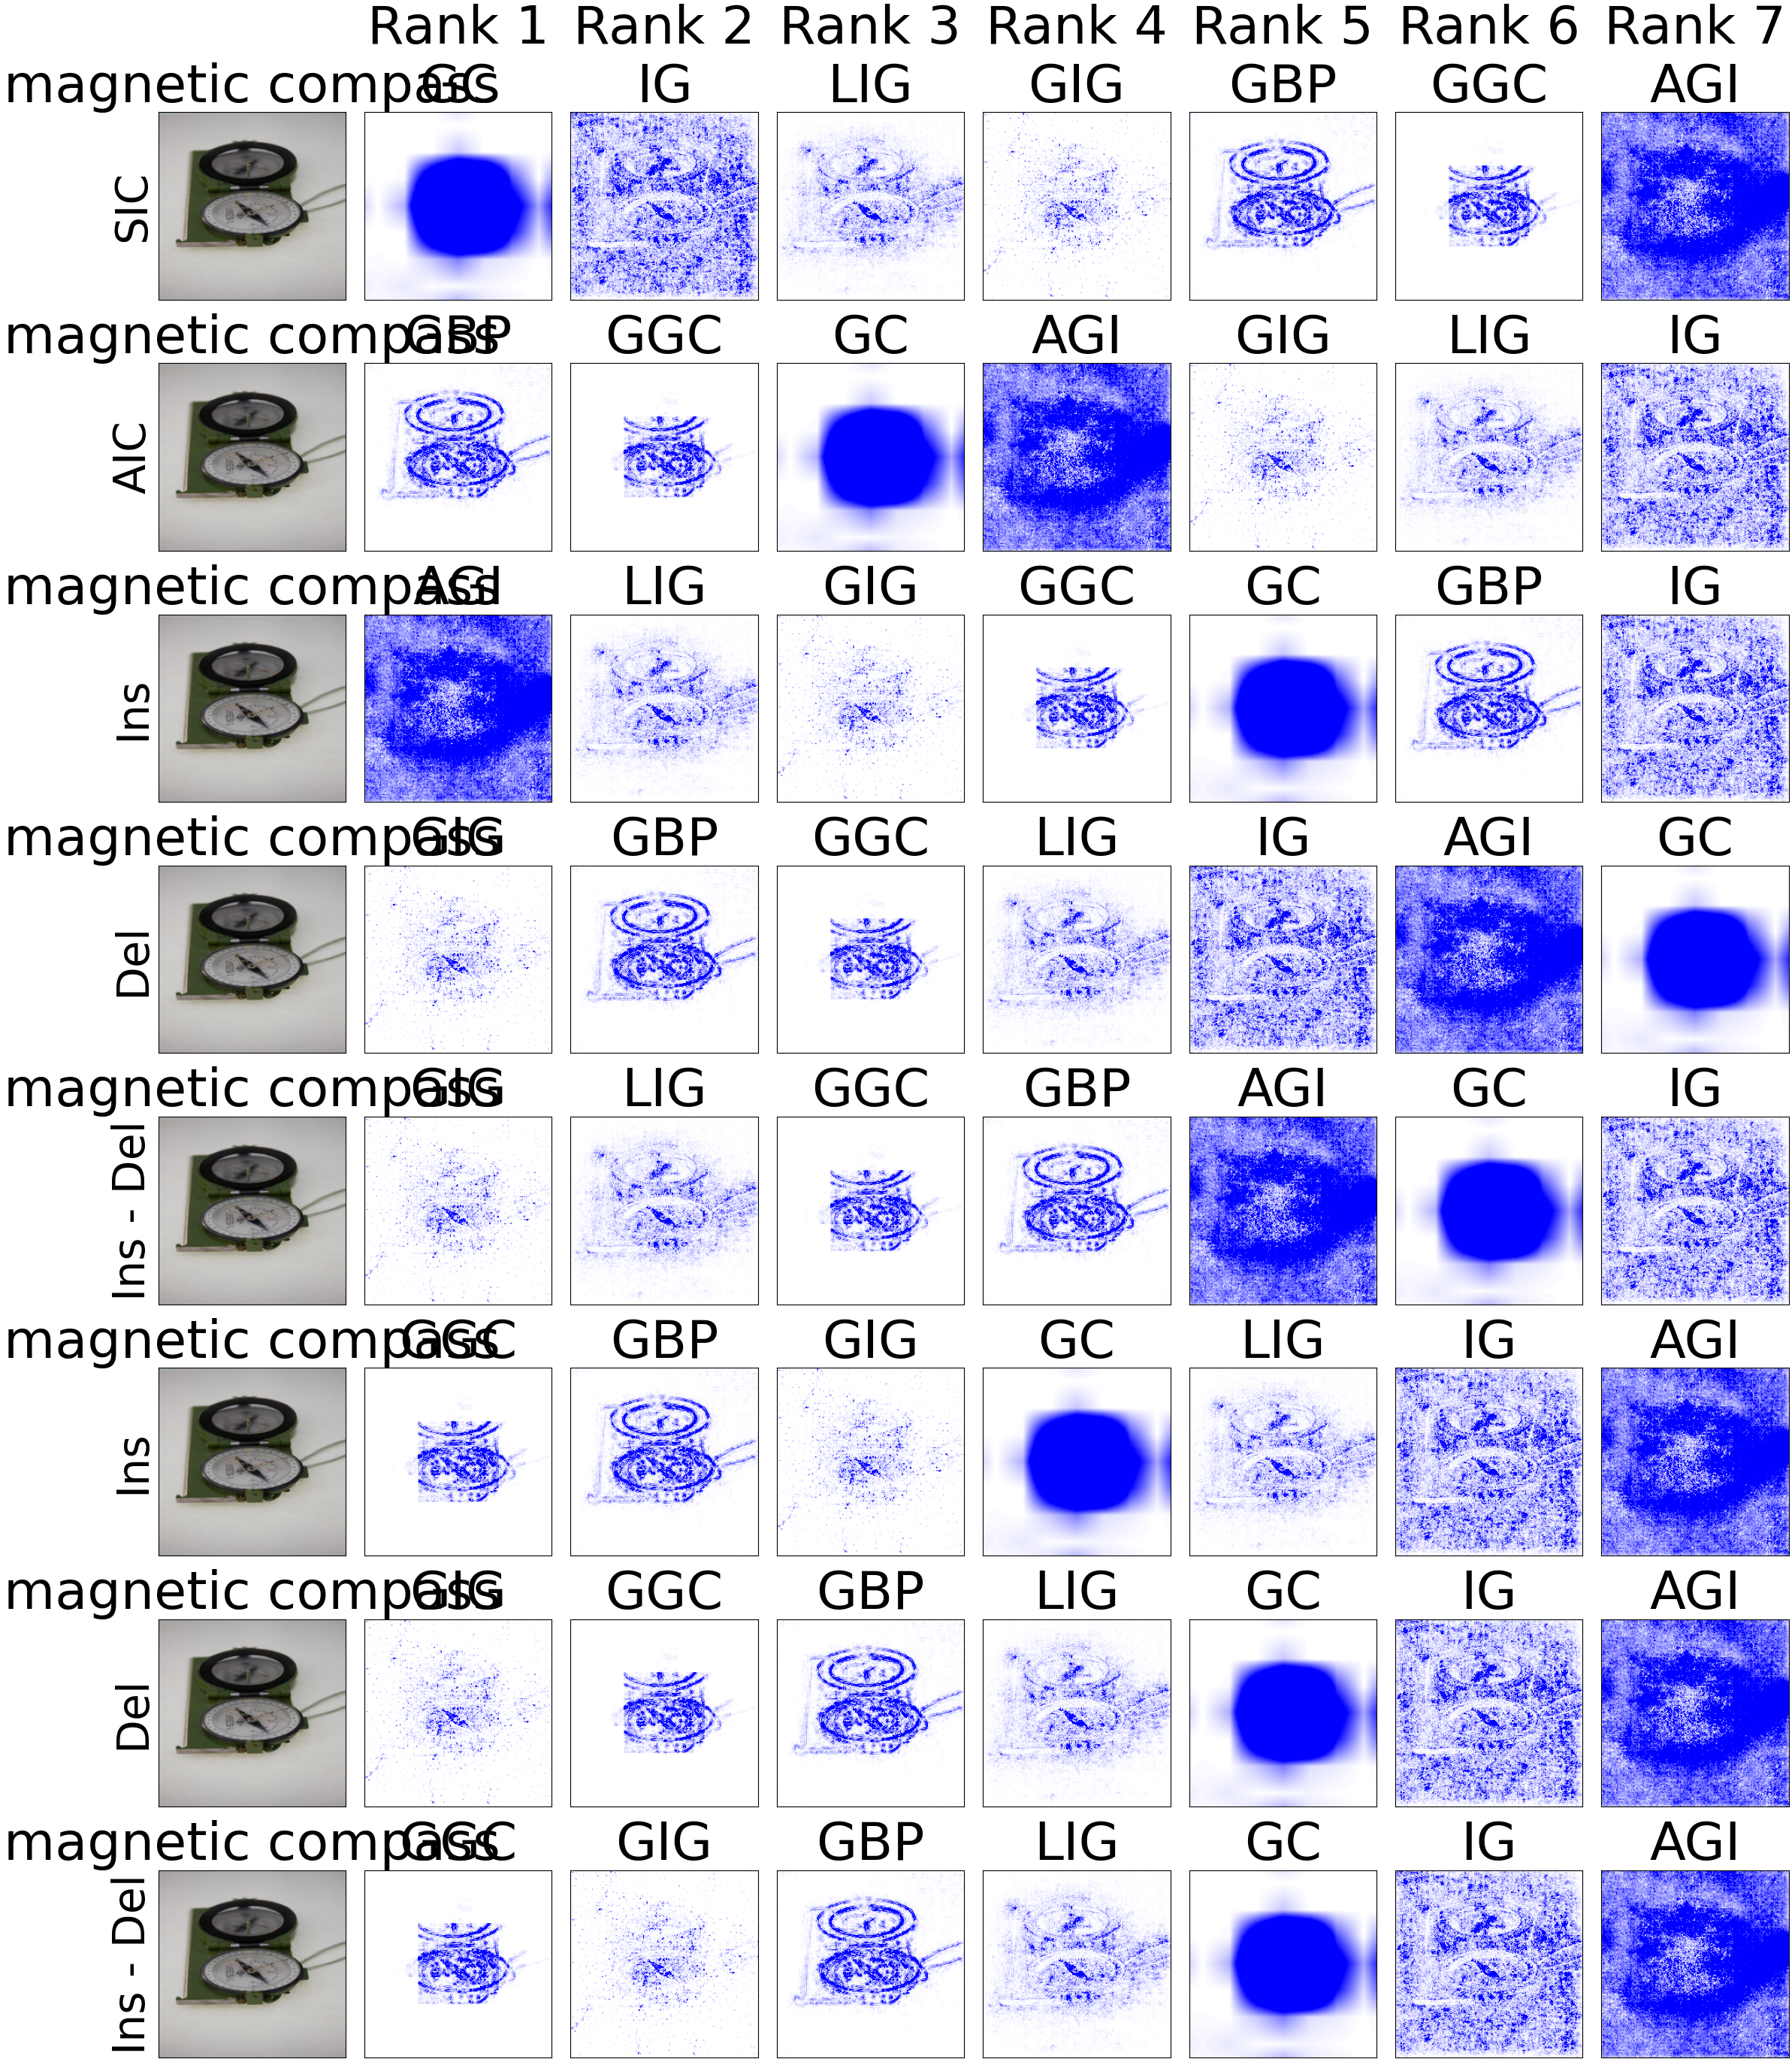 Rank 1 Rank 2 Rank 3 Rank 4 Rank 5 Rank 6 Rank 7
magnetic compass GC IG LIG GIG GBP GGC AGI
SIC
magnetic compass GBP GGC GC AGI GIG LIG IG
AIC
magnetic compass AGI LIG GIG GGC GC GBP IG
Ins
magnetic compass GIG GBP GGC LIG IG AGI GC
Del
magnetic compass GIG LIG GGC GBP AGI GC IG
Ins - Del
magnetic compass GGC GBP GIG GC LIG IG AGI
Ins
magnetic compass GIG GGC GBP LIG GC IG AGI
Del
magnetic compass GGC GIG GBP LIG GC IG AGI
Ins - Del